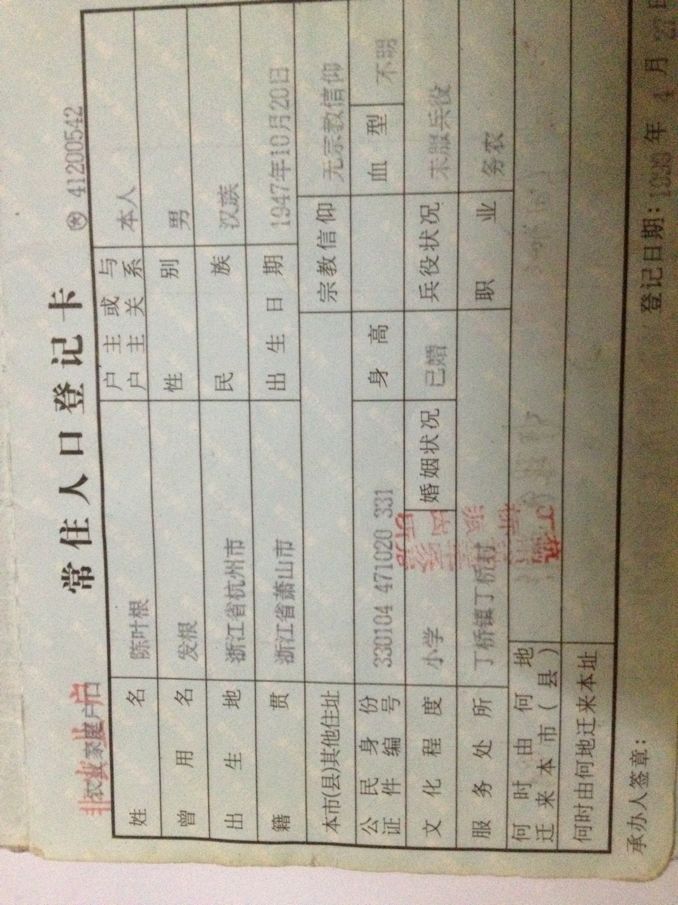 非农业家庭户口
常住人口登记卡
41200542
姓名 陈叶根 户主或与户主关系 本人
曾用名 发根 性别 男
出生地 浙江省杭州市 民族 汉族
籍贯 浙江省萧山市 出生日期 1947年10月20日
本市(县)其他住址 宗教信仰 无宗教信仰
公民身份证件编号 330104 471020 331 身高 血型 不明
文化程度 小学 婚姻状况 已婚 兵役状况 未服兵役
服务处所 丁桥镇丁桥村 职业 务农
何时由何地迁来本市(县)
何时由何地迁来本址
承办人签章: 登记日期: 年 4 月 日